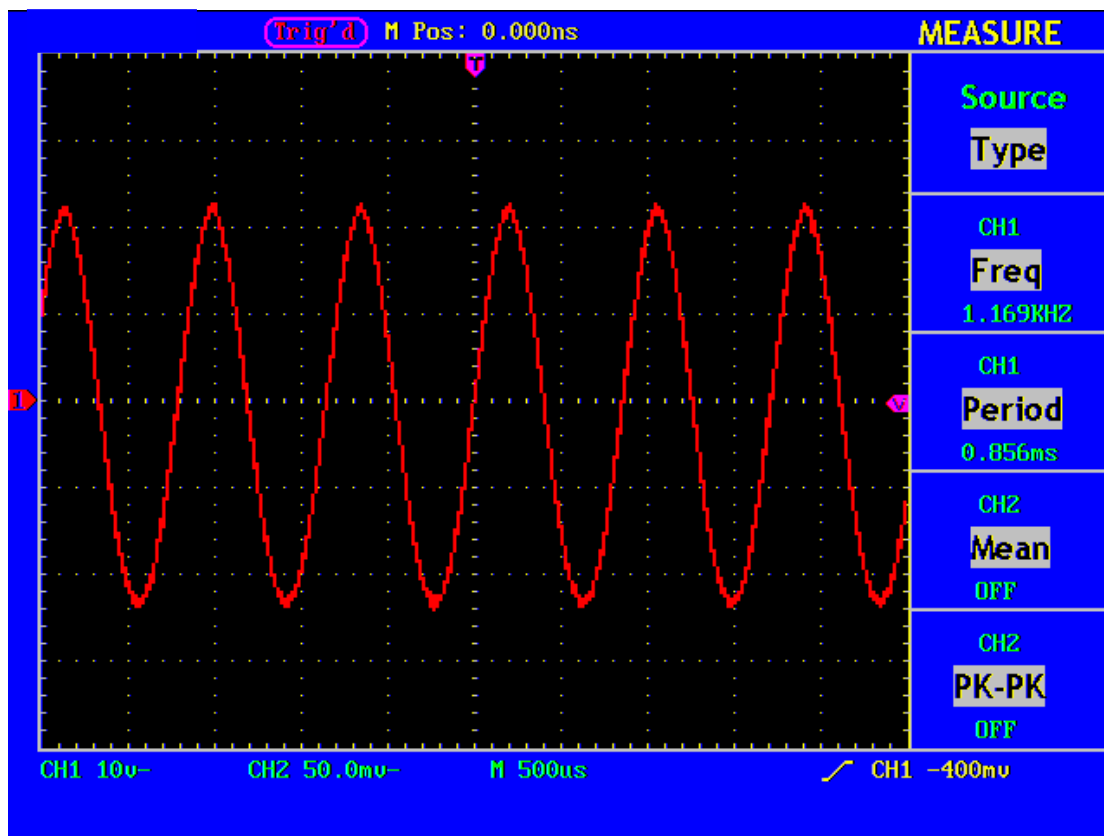 Trig'd M Pos: 0.000ns MEASURE
T
Source
Type
CH1
Freq
1.169KHZ
CH1
Period
0.856ms
1
V
CH2
Mean
OFF
CH2
PK-PK
OFF
CH1 10v- CH2 50.0mv- M 500us CH1 -400mv